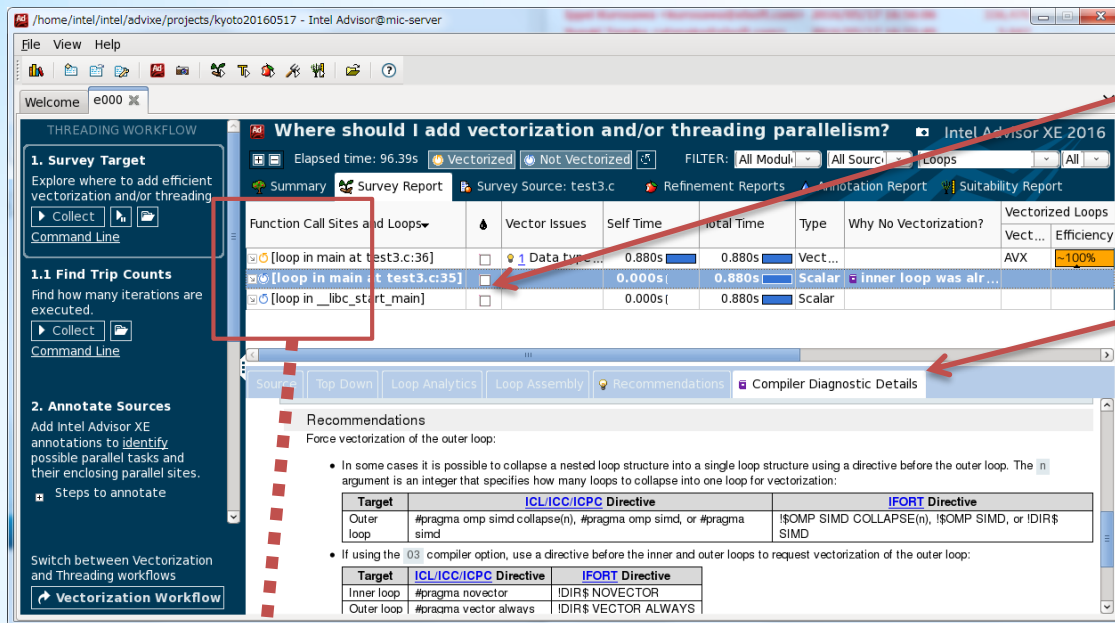 /home/intel/intel/advixe/projects/kyoto20160517 - Intel Advisor@mic-server
File View Help
Welcome e000
THREADING WORKFLOW
1. Survey Target
Explore where to add efficient
vectorization and/or threading
Collect
Command Line
1.1 Find Trip Counts
Find how many iterations are
executed.
Collect
Command Line
2. Annotate Sources
Add Intel Advisor XE
annotations to identify
possible parallel tasks and
their enclosing parallel sites.
Steps to annotate
Switch between Vectorization
and Threading workflows
Vectorization Workflow
Where should I add vectorization and/or threading parallelism? Intel Advisor XE 2016
Elapsed time: 96.39s Vectorized Not Vectorized FILTER: All Modul All Sourc Loops All
Summary Survey Report Survey Source: test3.c Refinement Reports Annotation Report Suitability Report
Function Call Sites and Loops Vector Issues Self Time Total Time Type Why No Vectorization? Vectorized Loops
Vect... Efficiency
[loop in main at test3.c:36] 1 Data type ... 0.880s 0.880s Vect... AVX ~100%
[loop in main at test3.c:35] 0.000s 0.880s Scalar inner loop was alr...
[loop in __libc_start_main] 0.000s 0.880s Scalar
Source Top Down Loop Analytics Loop Assembly Recommendations Compiler Diagnostic Details
Recommendations
Force vectorization of the outer loop:
• In some cases it is possible to collapse a nested loop structure into a single loop structure using a directive before the outer loop. The n
argument is an integer that specifies how many loops to collapse into one loop for vectorization:
Target ICL/ICC/ICPC Directive IFORT Directive
Outer loop #pragma omp simd collapse(n), #pragma omp simd, or #pragma simd !$OMP SIMD COLLAPSE(n), !$OMP SIMD, or !DIR$ SIMD
• If using the O3 compiler option, use a directive before the inner and outer loops to request vectorization of the outer loop:
Target ICL/ICC/ICPC Directive IFORT Directive
Inner loop #pragma novector !DIR$ NOVECTOR
Outer loop #pragma vector always !DIR$ VECTOR ALWAYS